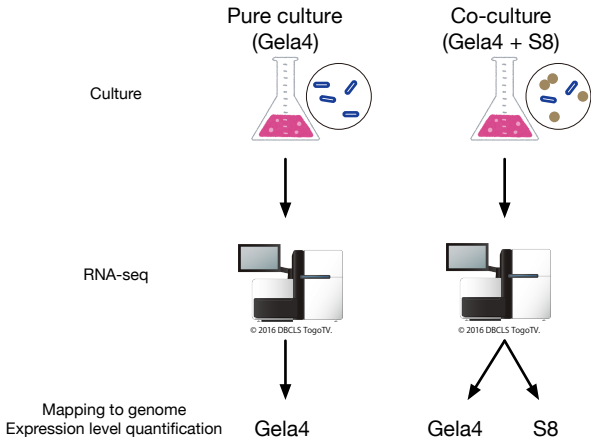 Pure culture
(Gela4)
Co-culture
(Gela4 + S8)
Culture
RNA-seq
© 2016 DBCLS TogoTV.
© 2016 DBCLS TogoTV.
Mapping to genome
Expression level quantification
Gela4
Gela4
S8